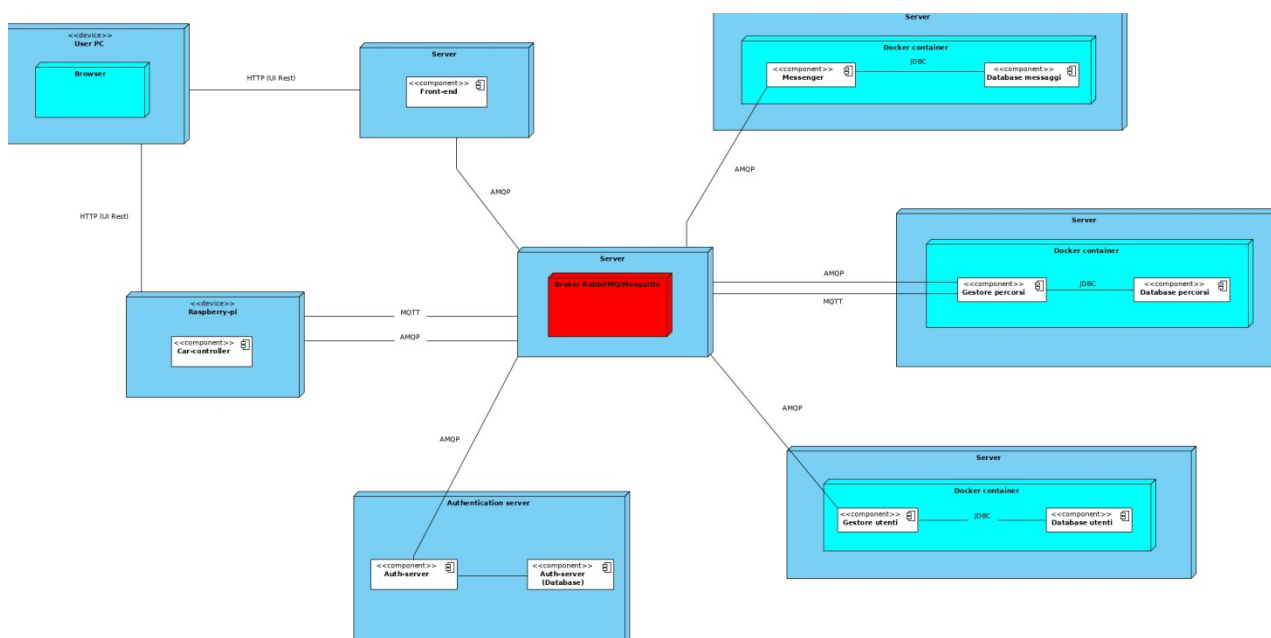 <<device>>
User PC
Browser
HTTP (UI Rest)
Server
<<component>>
Front-end
AMQP
Server
Docker container
<<component>>
Messenger
JDBC
<<component>>
Database messaggi
AMQP
HTTP (UI Rest)
Server
Docker container
<<component>>
Gestore percorsi
JDBC
<<component>>
Database percorsi
AMQP
MQTT
Server
Broker RabbitMQ/Mosquitto
<<device>>
Raspberry-pi
<<component>>
Car-controller
MQTT
AMQP
AMQP
AMQP
Server
Docker container
<<component>>
Gestore utenti
JDBC
<<component>>
Database utenti
Authentication server
<<component>>
Auth-server
<<component>>
Auth-server
(Database)